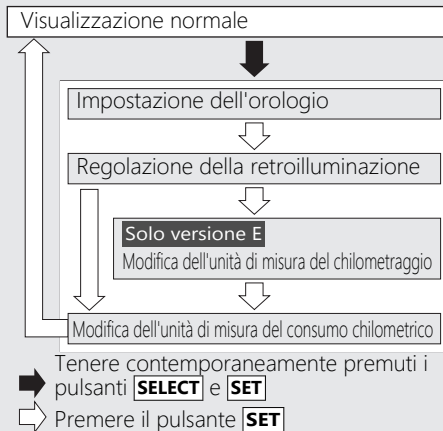 Visualizzazione normale
Impostazione dell'orologio
Regolazione della retroilluminazione
Solo versione E
Modifica dell'unità di misura del chilometraggio
Modifica dell'unità di misura del consumo chilometrico
Tenere contemporaneamente premuti i
pulsanti SELECT e SET
Premere il pulsante SET